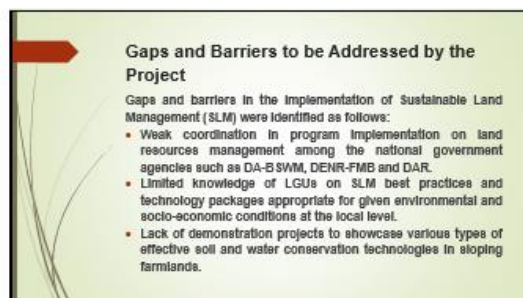 Gaps and Barriers to be Addressed by the
Project
Gaps and barriers in the implementation of Sustainable Land
Management (SLM) were identified as follows:
• Weak coordination in program implementation on land
resources management among the national government
agencies such as DA-BSWM, DENR-FMB and DAR.
• Limited knowledge of LGUs on SLM best practices and
technology packages appropriate for given environmental and
socio-economic conditions at the local level.
• Lack of demonstration projects to showcase various types of
effective soil and water conservation technologies in sloping
farmlands.